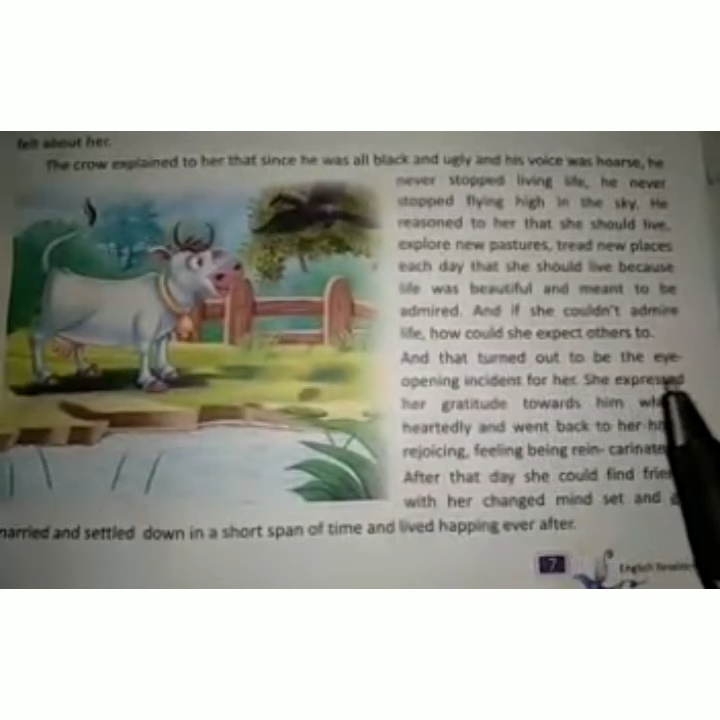 felt about her.
The crow explained to her that since he was all black and ugly and his voice was hoarse, he
never stopped living life, he never
stopped flying high in the sky. He
reasoned to her that she should live,
explore new pastures, tread new places
each day that she should live because
life was beautiful and meant to be
admired. And if she couldn't admire
life, how could she expect others to.
And that turned out to be the eye-
opening incident for her. She expressed
her gratitude towards him
heartedly and went back to her
rejoicing, feeling being rein- carinate
After that day she could find
with her changed mind set and
married and settled down in a short span of time and lived happing ever after.
7
English Reader